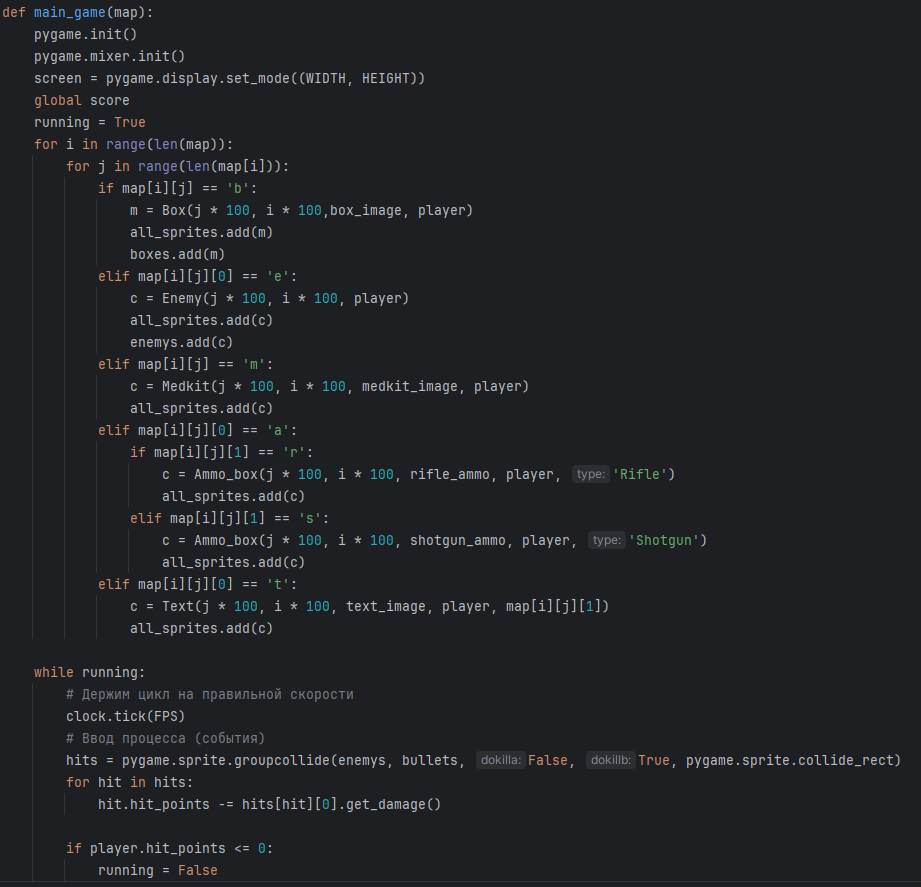 def main_game(map):
    pygame.init()
    pygame.mixer.init()
    screen = pygame.display.set_mode((WIDTH, HEIGHT))
    global score
    running = True
    for i in range(len(map)):
        for j in range(len(map[i])):
            if map[i][j] == 'b':
                m = Box(j * 100, i * 100,box_image, player)
                all_sprites.add(m)
                boxes.add(m)
            elif map[i][j][0] == 'e':
                c = Enemy(j * 100, i * 100, player)
                all_sprites.add(c)
                enemys.add(c)
            elif map[i][j] == 'm':
                c = Medkit(j * 100, i * 100, medkit_image, player)
                all_sprites.add(c)
            elif map[i][j][0] == 'a':
                if map[i][j][1] == 'r':
                    c = Ammo_box(j * 100, i * 100, rifle_ammo, player, type: 'Rifle')
                    all_sprites.add(c)
                elif map[i][j][1] == 's':
                    c = Ammo_box(j * 100, i * 100, shotgun_ammo, player, type: 'Shotgun')
                    all_sprites.add(c)
            elif map[i][j][0] == 't':
                c = Text(j * 100, i * 100, text_image, player, map[i][j][1])
                all_sprites.add(c)

    while running:
        # Держим цикл на правильной скорости
        clock.tick(FPS)
        # Ввод процесса (события)
        hits = pygame.sprite.groupcollide(enemys, bullets, dokilla: False, dokillb: True, pygame.sprite.collide_rect)
        for hit in hits:
            hit.hit_points -= hits[hit][0].get_damage()

        if player.hit_points <= 0:
            running = False